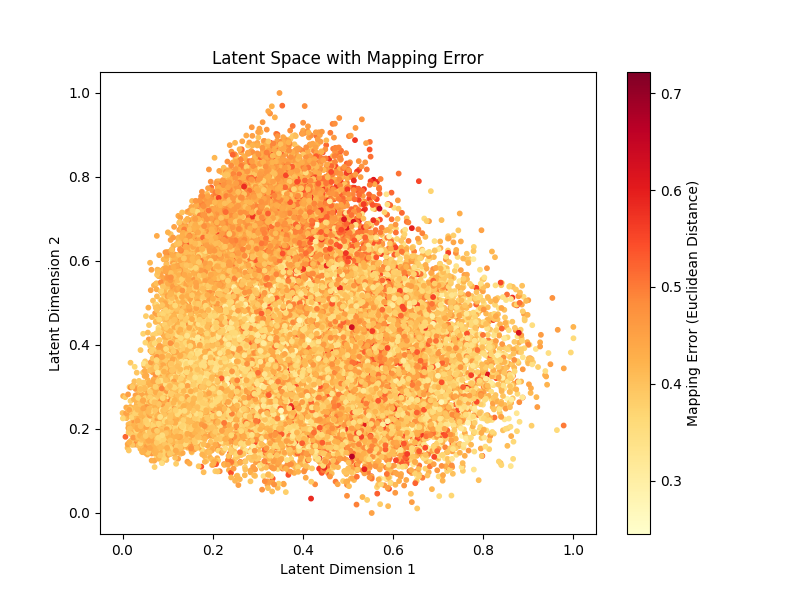 Latent Space with Mapping Error
1.0
0.8
0.6
0.4
0.2
0.0
Latent Dimension 2
0.0 0.2 0.4 0.6 0.8 1.0
Latent Dimension 1
0.7
0.6
0.5
0.4
0.3
Mapping Error (Euclidean Distance)